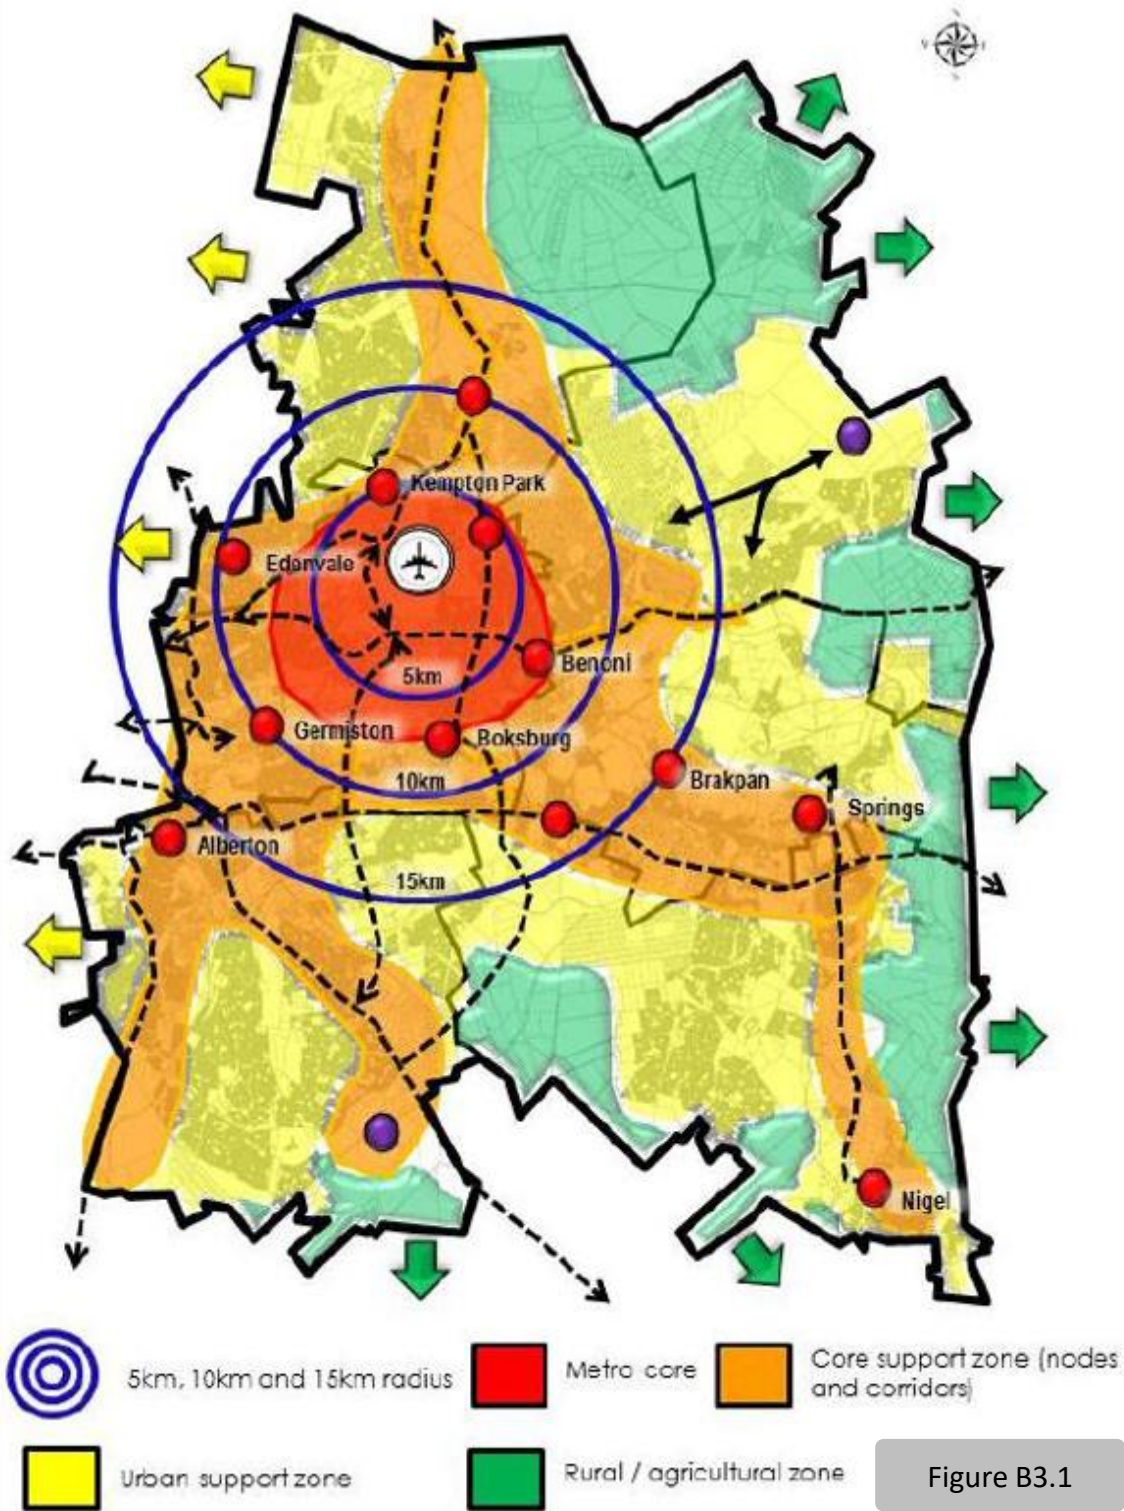 Kempton Park
Edenvale
5km
Benoni
Germiston
Boksburg
10km
Brakpan
Springs
Alberton
15km
Nigel
5km, 10km and 15km radius
Metro core
Core support zone (nodes
and corridors)
Urban support zone
Rural / agricultural zone
Figure B3.1